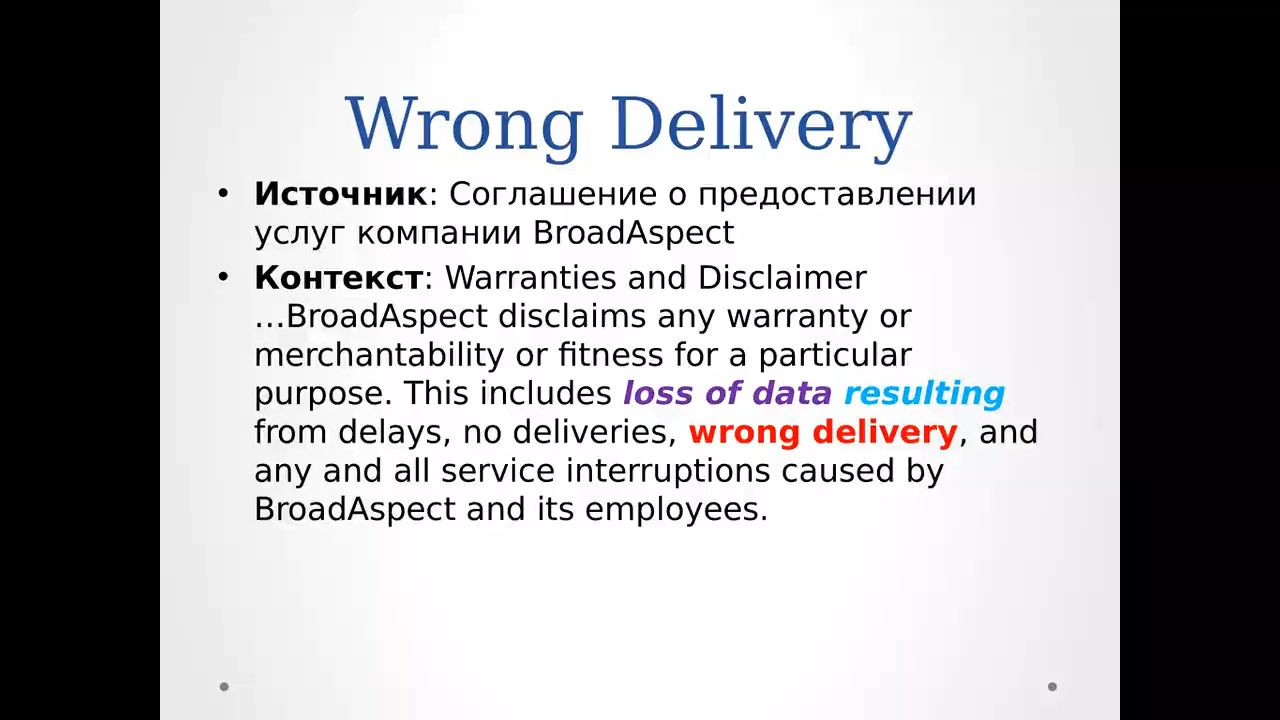 Wrong Delivery
• Источник: Соглашение о предоставлении
услуг компании BroadAspect
• Контекст: Warranties and Disclaimer
…BroadAspect disclaims any warranty or
merchantability or fitness for a particular
purpose. This includes loss of data resulting
from delays, no deliveries, wrong delivery, and
any and all service interruptions caused by
BroadAspect and its employees.